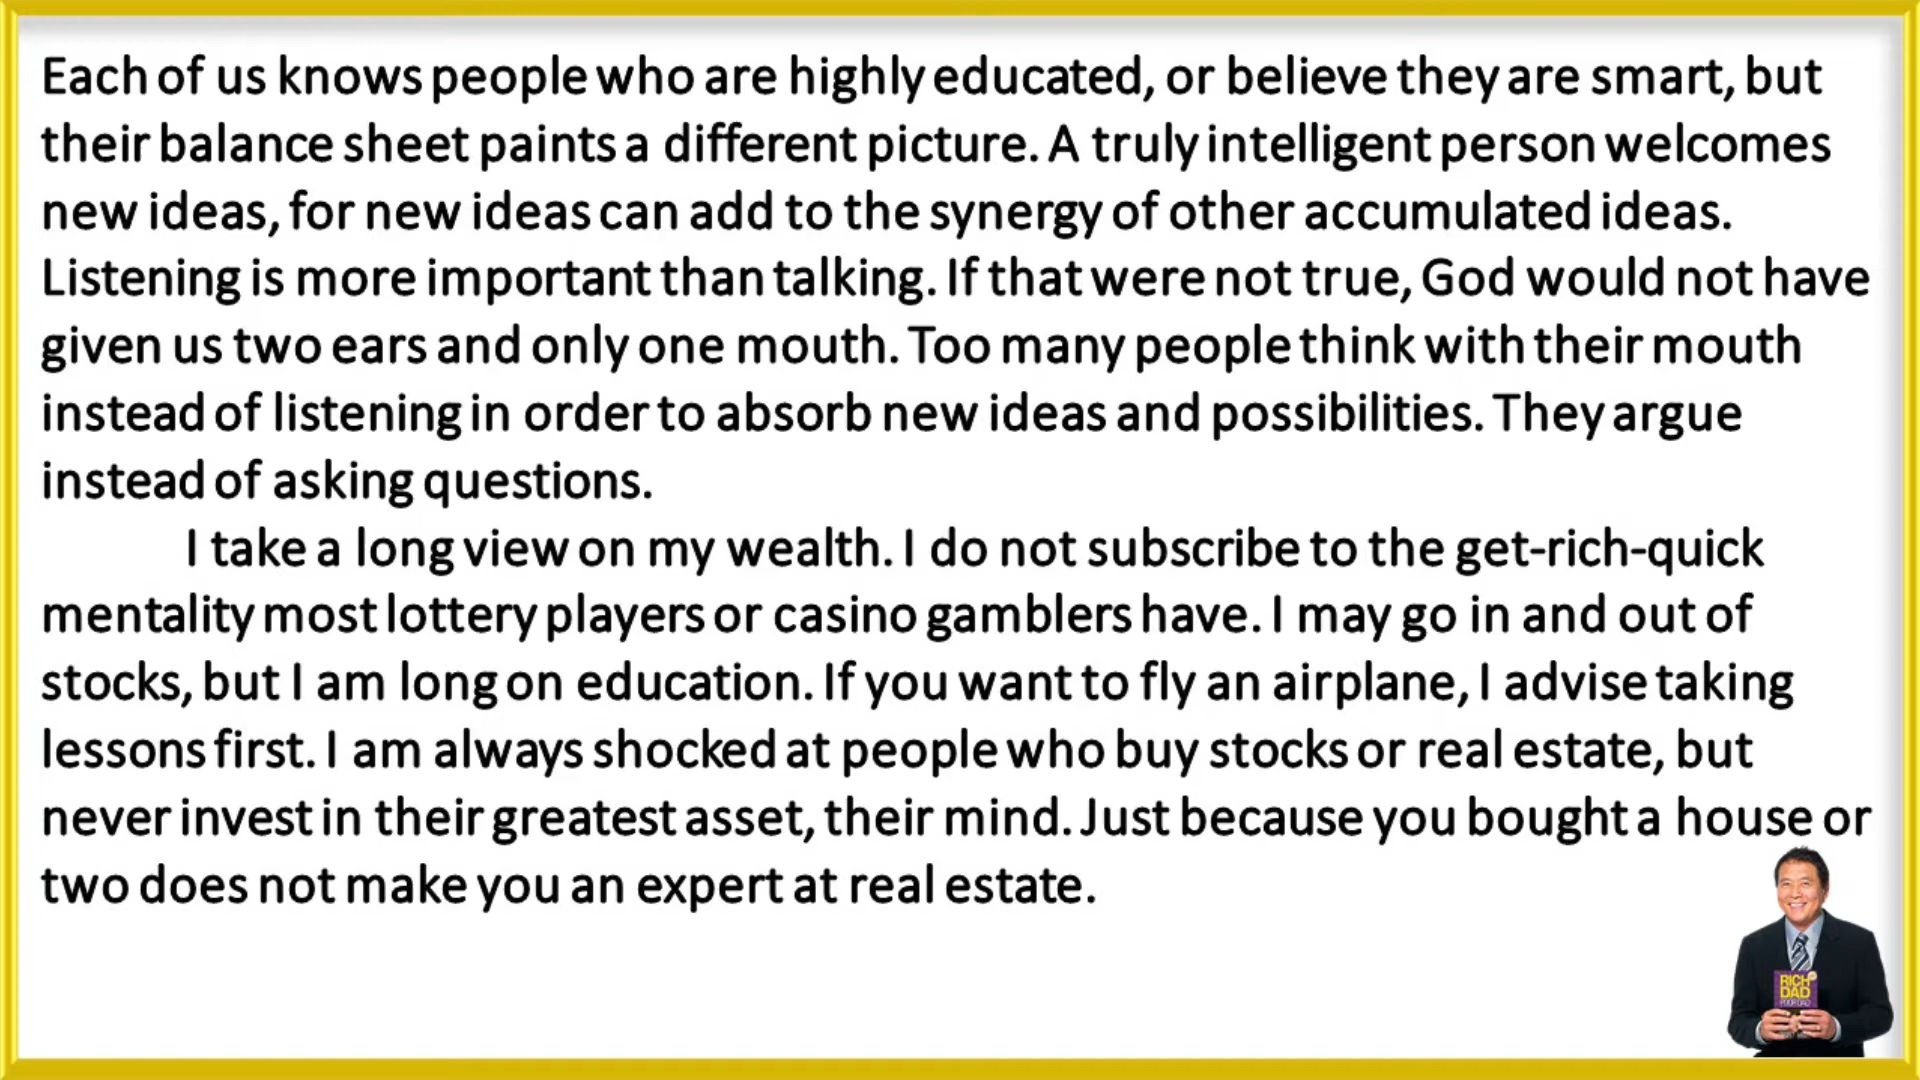 Each of us knows people who are highly educated, or believe they are smart, but
their balance sheet paints a different picture. A truly intelligent person welcomes
new ideas, for new ideas can add to the synergy of other accumulated ideas.
Listening is more important than talking. If that were not true, God would not have
given us two ears and only one mouth. Too many people think with their mouth
instead of listening in order to absorb new ideas and possibilities. They argue
instead of asking questions.
I take a long view on my wealth. I do not subscribe to the get-rich-quick
mentality most lottery players or casino gamblers have. I may go in and out of
stocks, but I am long on education. If you want to fly an airplane, I advise taking
lessons first. I am always shocked at people who buy stocks or real estate, but
never invest in their greatest asset, their mind. Just because you bought a house or
two does not make you an expert at real estate.
RICH
DAD
POOR DAD